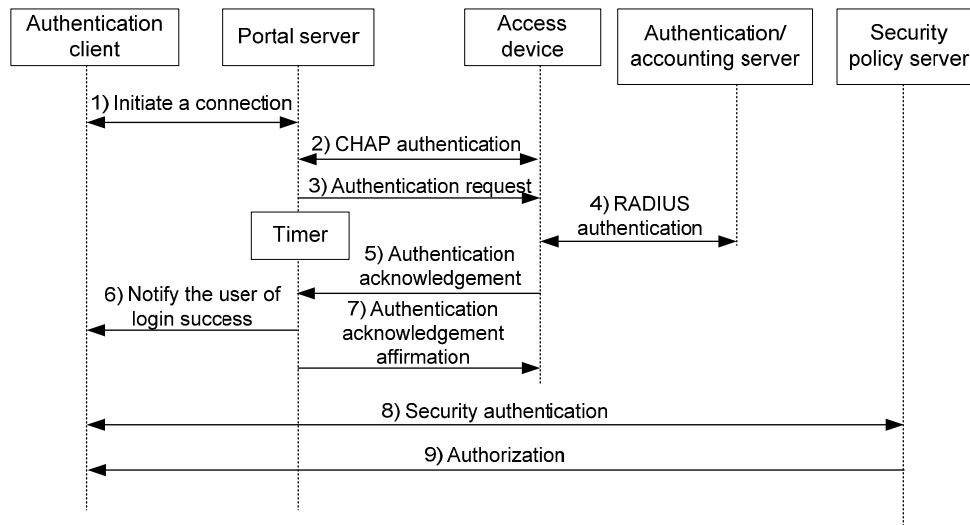 Authentication
client
Portal server
Access
device
Authentication/
accounting server
Security
policy server
1) Initiate a connection
2) CHAP authentication
3) Authentication request
4) RADIUS
authentication
Timer
5) Authentication
acknowledgement
6) Notify the user of
login success
7) Authentication
acknowledgement
affirmation
8) Security authentication
9) Authorization